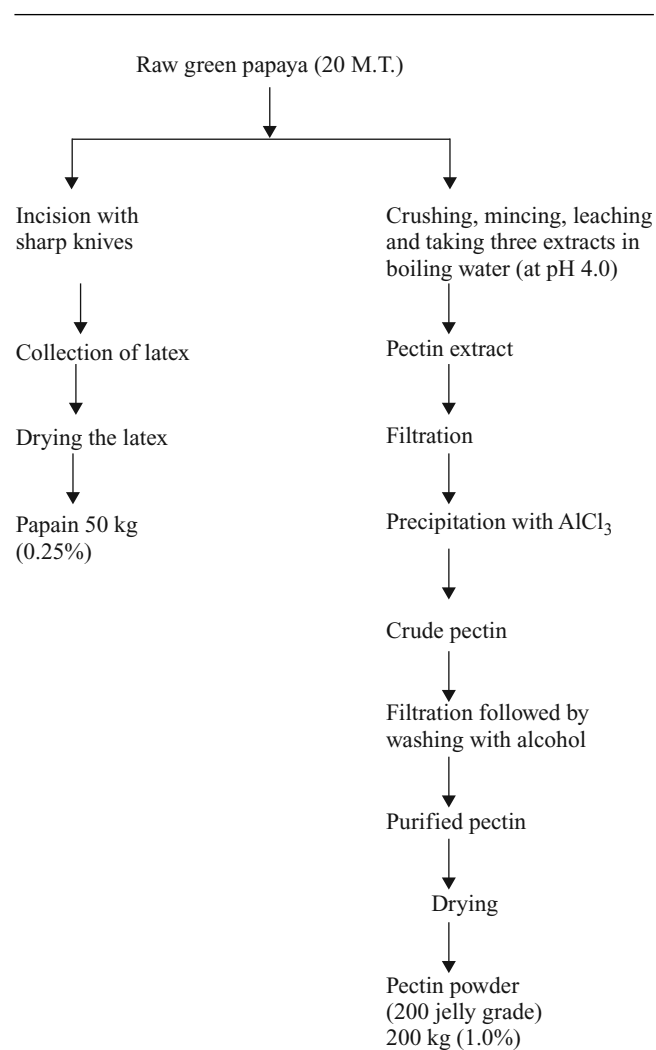 Raw green papaya (20 M.T.)
Incision with
sharp knives
Collection of latex
Drying the latex
Papain 50 kg
(0.25%)
Crushing, mincing, leaching
and taking three extracts in
boiling water (at pH 4.0)
Pectin extract
Filtration
Precipitation with AlCl₃
Crude pectin
Filtration followed by
washing with alcohol
Purified pectin
Drying
Pectin powder
(200 jelly grade)
200 kg (1.0%)